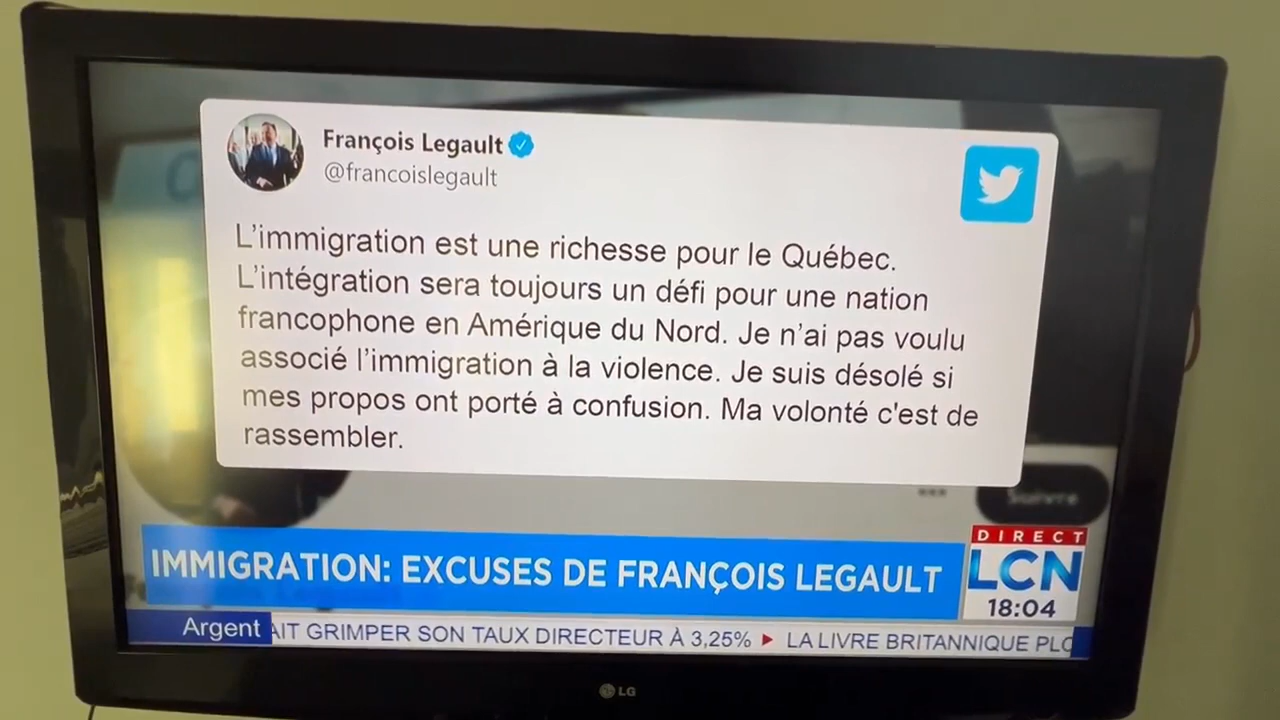 François Legault
@francoislegault
L'immigration est une richesse pour le Québec.
L'intégration sera toujours un défi pour une nation
francophone en Amérique du Nord. Je n'ai pas voulu
associé l'immigration à la violence. Je suis désolé si
mes propos ont porté à confusion. Ma volonté c'est de
rassembler.
Suivre
IMMIGRATION: EXCUSES DE FRANÇOIS LEGAULT
DIRECT
LCN
18:04
Argent AIT GRIMPER SON TAUX DIRECTEUR À 3,25% ▶ LA LIVRE BRITANNIQUE PLO
LG